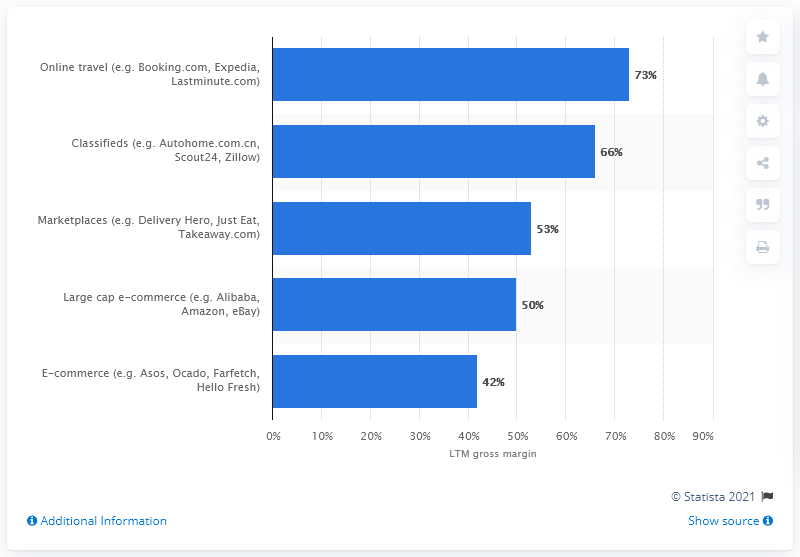 Online travel (e.g. Booking.com, Expedia,
Lastminute.com)
73%
Classifieds (e.g. Autohome.com.cn,
Scout24, Zillow)
66%
Marketplaces (e.g. Delivery Hero, Just Eat,
Takeaway.com)
53%
Large cap e-commerce (e.g. Alibaba,
Amazon, eBay)
50%
E-commerce (e.g. Asos, Ocado, Farfetch,
Hello Fresh)
42%
0% 10% 20% 30% 40% 50% 60% 70% 80% 90%
LTM gross margin
© Statista 2021
Additional Information
Show source